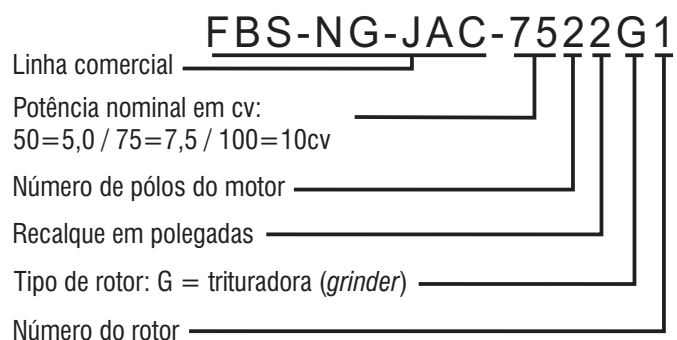 FBS-NG-JAC-7522G1
Linha comercial
Potência nominal em cv:
50=5,0 / 75=7,5 / 100=10cv
Número de pólos do motor
Recalque em polegadas
Tipo de rotor: G = trituradora (grinder)
Número do rotor